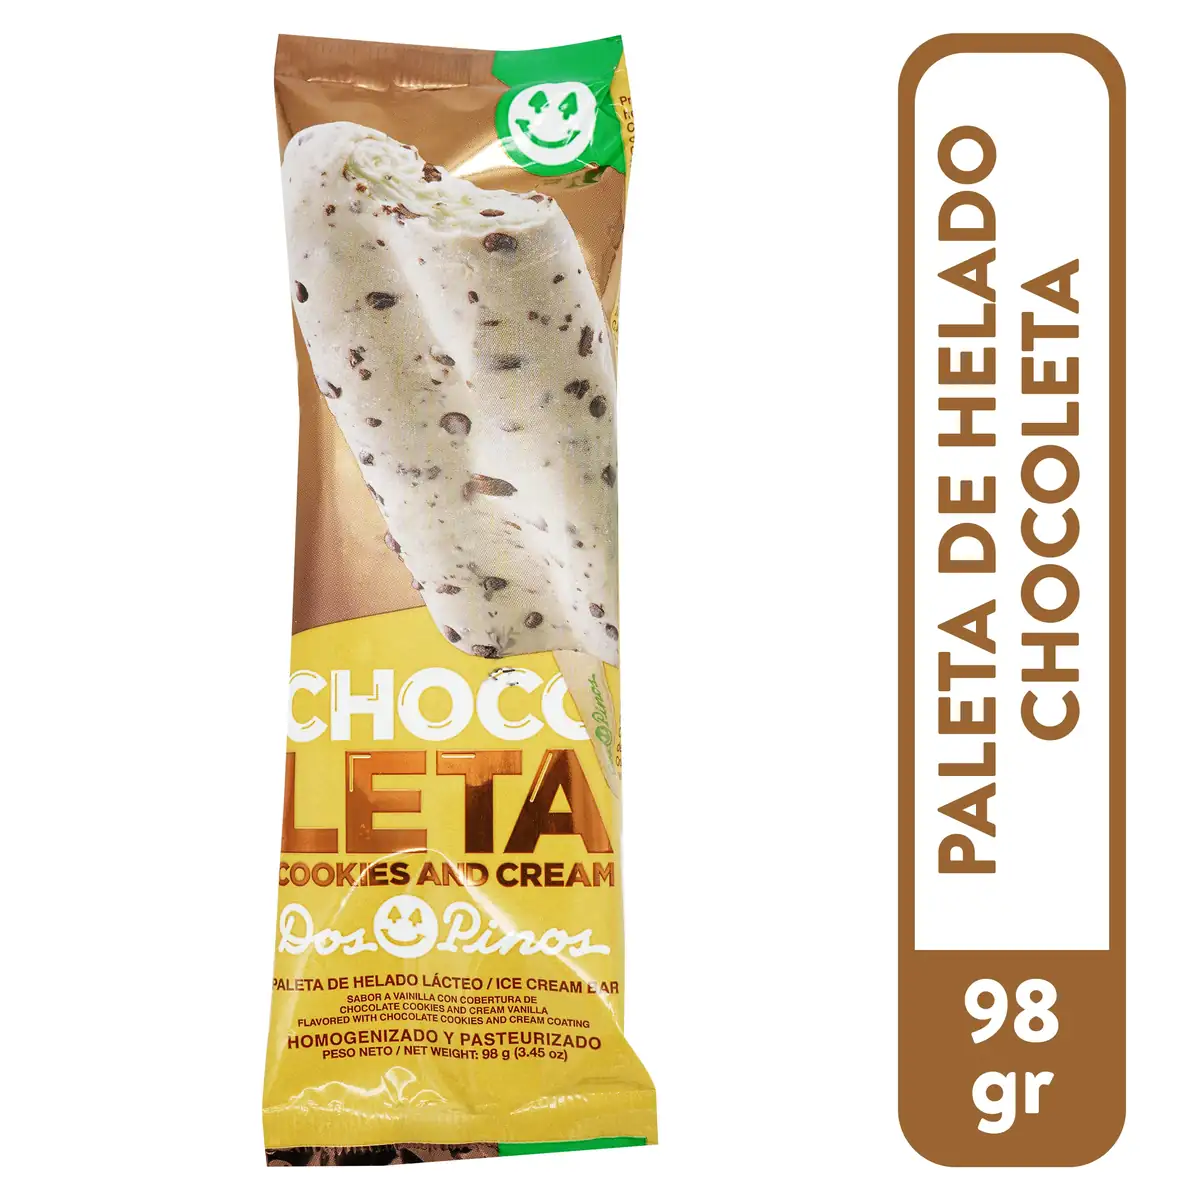 CHOCO
LETA
COOKIES AND CREAM
Dos Pinos
PALETA DE HELADO LÁCTEO / ICE CREAM BAR
SABOR A VAINILLA CON COBERTURA DE
CHOCOLATE COOKIES AND CREAM VANILLA
FLAVORED WITH CHOCOLATE COOKIES AND CREAM COATING
HOMOGENIZADO Y PASTEURIZADO
PESO NETO / NET WEIGHT: 98 g (3.45 oz)
Pinos
PALETA DE HELADO
CHOCOLETA
98
gr